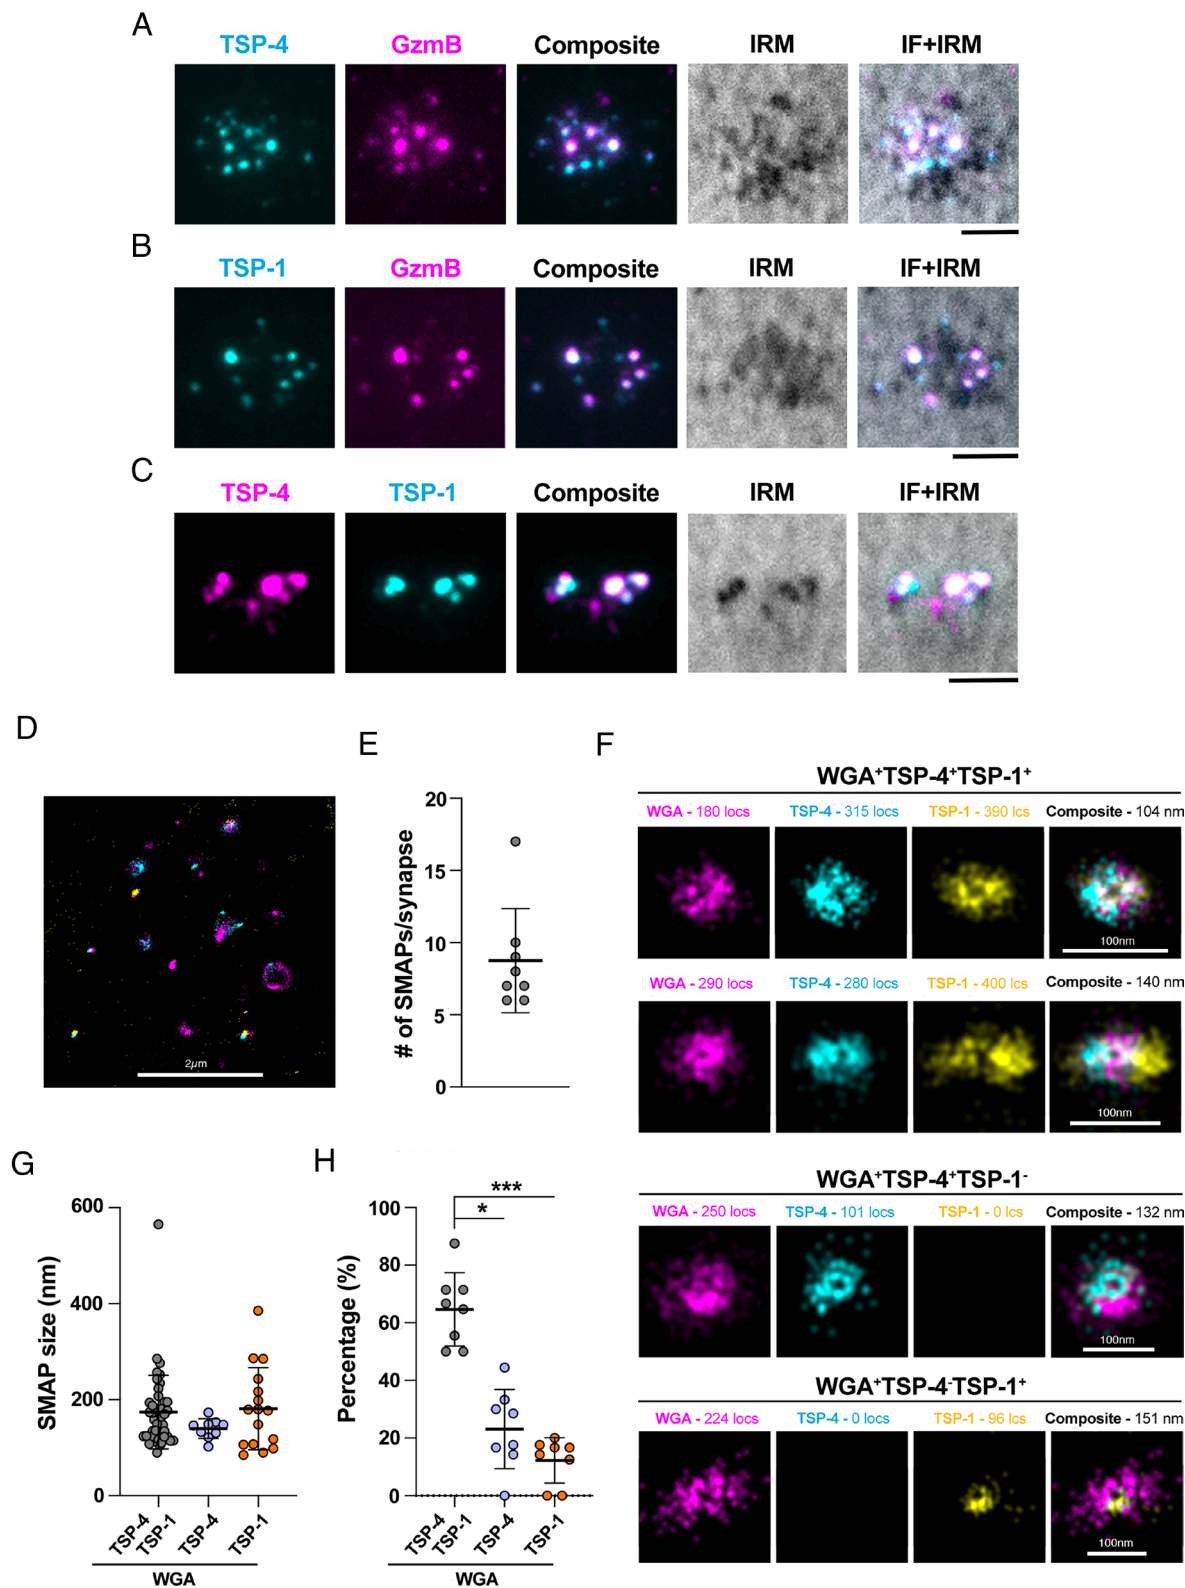 A
TSP-4 GzmB Composite IRM IF+IRM
B
TSP-1 GzmB Composite IRM IF+IRM
C
TSP-4 TSP-1 Composite IRM IF+IRM
D
2µm
E
# of SMAPs/synapse
20
15
10
5
0
F
WGA⁺TSP-4⁺TSP-1⁺
WGA - 180 locs TSP-4 - 315 locs TSP-1 - 390 lcs Composite - 104 nm
100nm
WGA - 290 locs TSP-4 - 280 locs TSP-1 - 400 lcs Composite - 140 nm
100nm
WGA⁺TSP-4⁺TSP-1⁻
WGA - 250 locs TSP-4 - 101 locs TSP-1 - 0 lcs Composite - 132 nm
100nm
WGA⁺TSP-4⁻TSP-1⁺
WGA - 224 locs TSP-4 - 0 locs TSP-1 - 96 lcs Composite - 151 nm
100nm
G
SMAP size (nm)
600
400
200
0
TSP-4 TSP-1 TSP-4 TSP-1
WGA
H
Percentage (%)
100
80
60
40
20
0
***
*
TSP-4 TSP-1 TSP-4 TSP-1
WGA